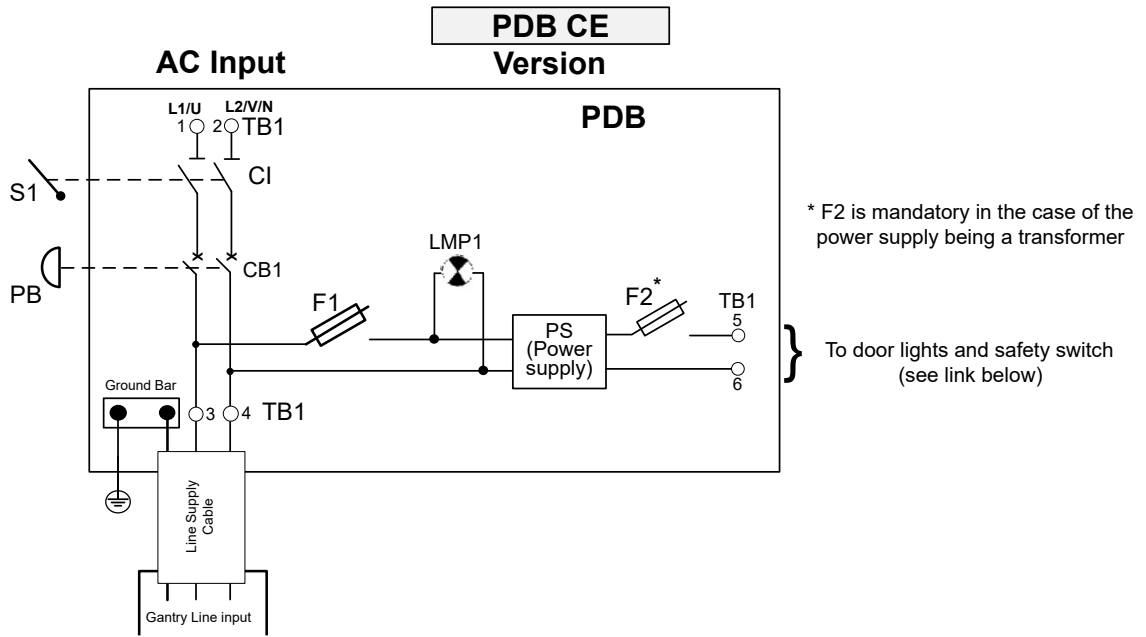 PDB CE
Version
AC Input
PDB
L1/U
L2/V/N
1
2
TB1
S1
CI
PB
CB1
LMP1
F1
F2*
TB1
5
PS
(Power
supply)
6
* F2 is mandatory in the case of the
power supply being a transformer
}
To door lights and safety switch
(see link below)
Ground Bar
3
4
TB1
Line Supply
Cable
Gantry Line input